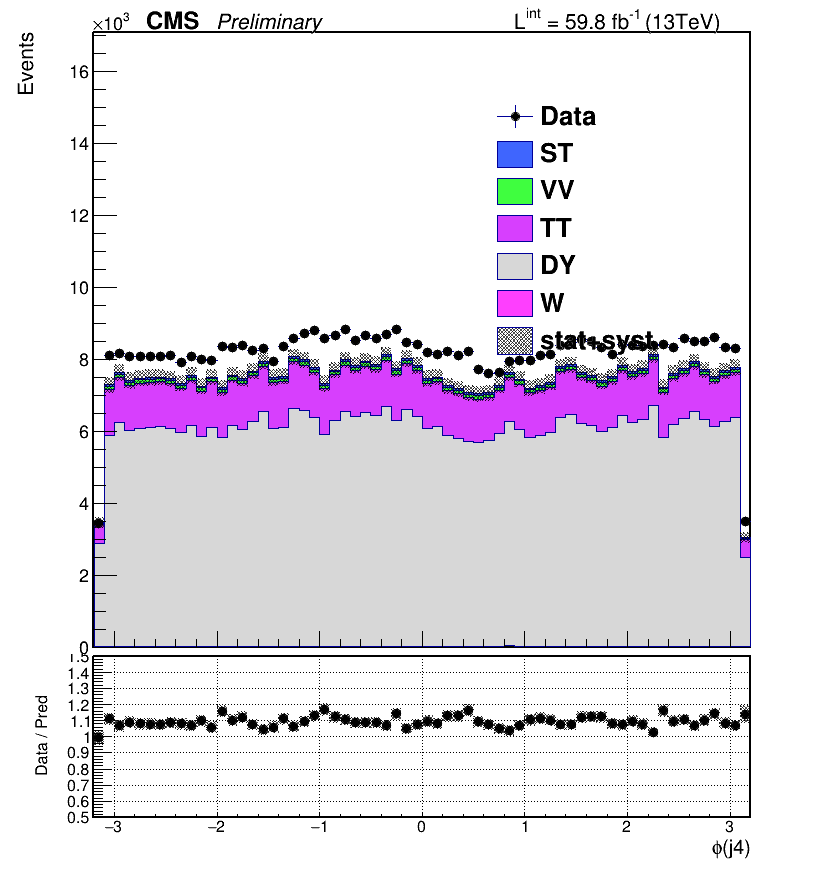 ×10³ CMS Preliminary L^int = 59.8 fb⁻¹ (13TeV)
Events
16
14
12
10
8
6
4
2
0
Data
ST
VV
TT
DY
W
stat+syst
Data / Pred
1.5
1.4
1.3
1.2
1.1
1
0.9
0.8
0.7
0.6
0.5
−3 −2 −1 0 1 2 3
ϕ(j4)